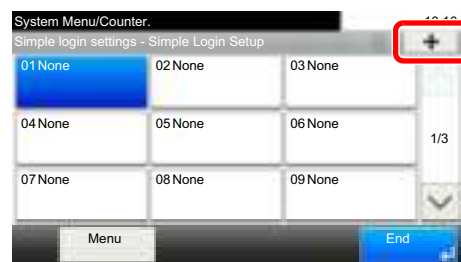 System Menu/Counter.
Simple login settings - Simple Login Setup
+
01 None
02 None
03 None
04 None
05 None
06 None
1/3
07 None
08 None
09 None
Menu
End